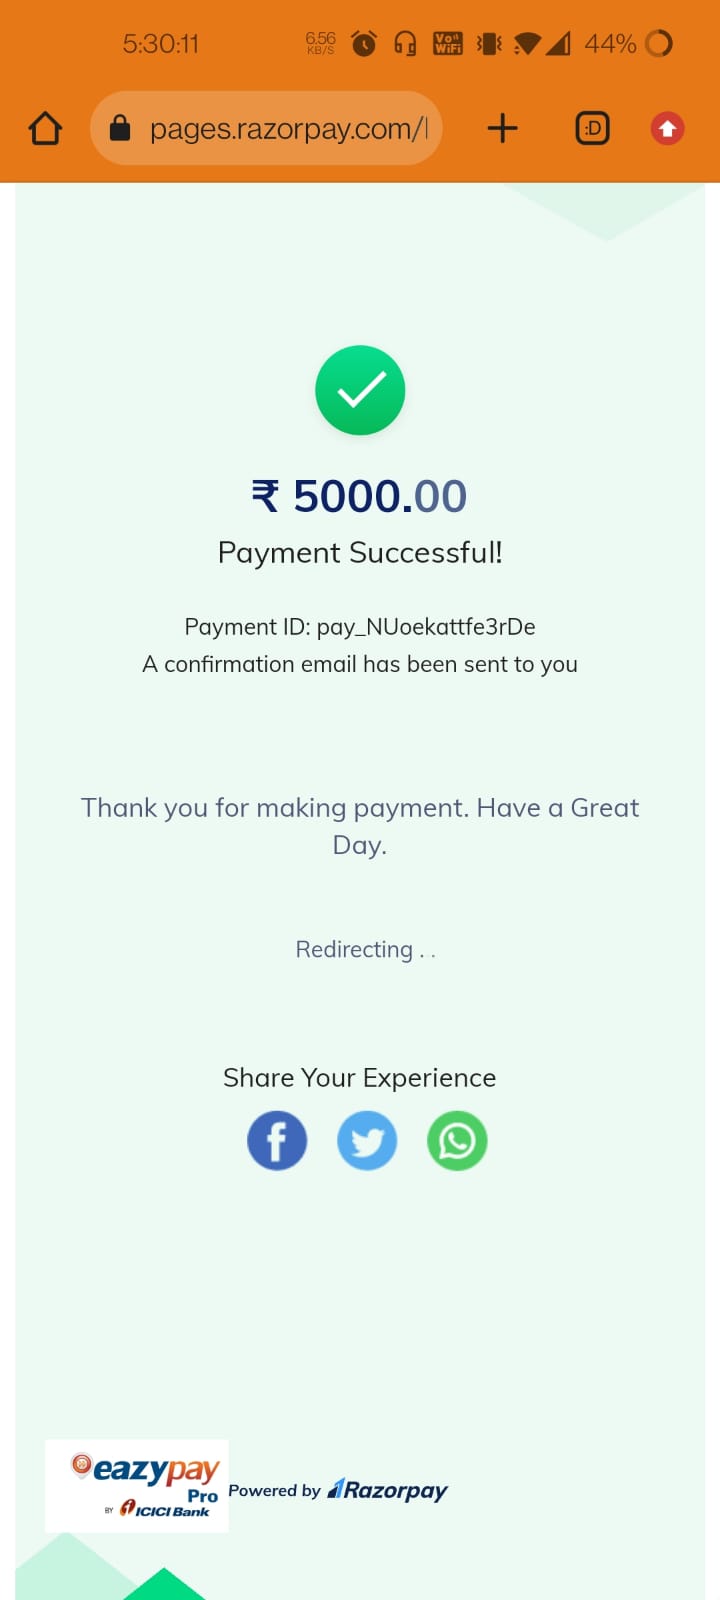 5:30:11
6.56
KB/S
Vo))
WiFi
44%
pages.razorpay.com/
:D
₹ 5000.00
Payment Successful!
Payment ID: pay_NUoekattfe3rDe
A confirmation email has been sent to you
Thank you for making payment. Have a Great
Day.
Redirecting . .
Share Your Experience
eazypay
Pro
BY ICICI Bank
Powered by Razorpay